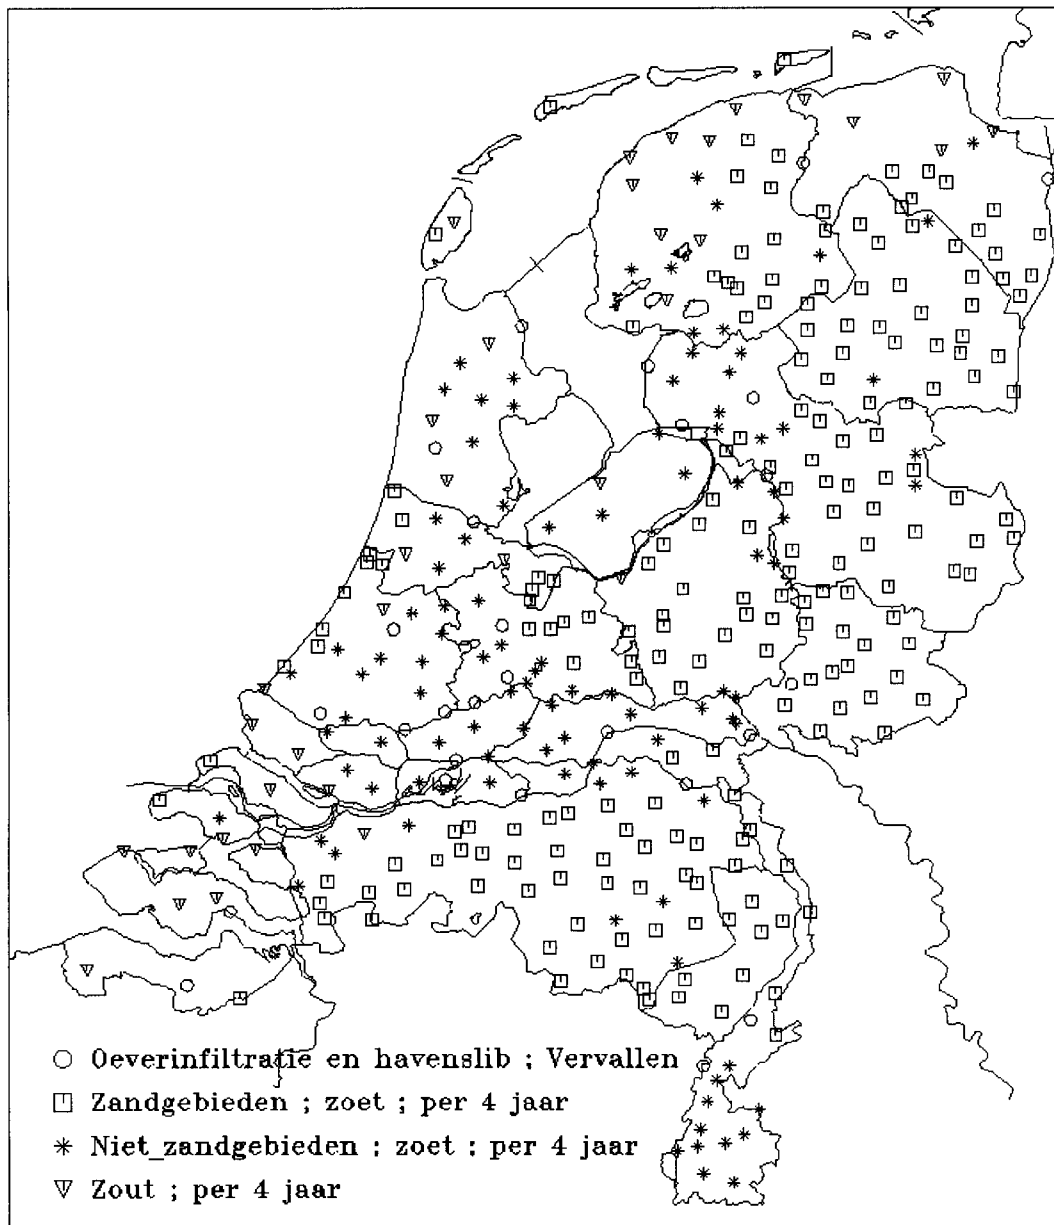 Oeverinfiltratie en havenslib ; Vervallen
Zandgebieden ; zoet ; per 4 jaar
Niet_zandgebieden ; zoet ; per 4 jaar
Zout ; per 4 jaar